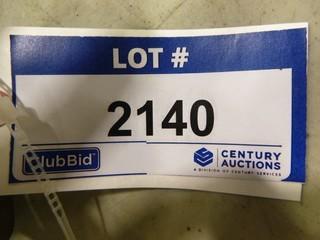 LOT #
2140
ClubBid
CENTURY
AUCTIONS
A DIVISION OF CENTURY SERVICES